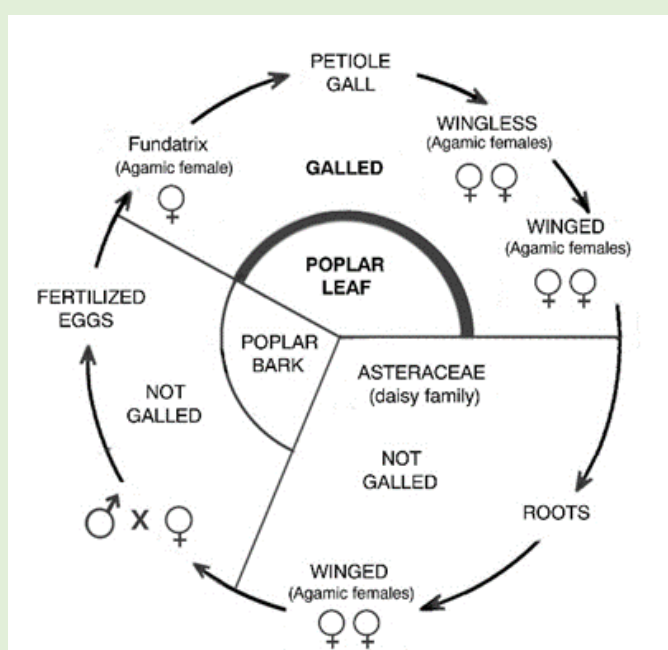 PETIOLE
GALL
WINGLESS
(Agamic females)
WINGED
(Agamic females)
Fundatrix
(Agamic female)
GALLED
POPLAR
LEAF
FERTILIZED
EGGS
POPLAR
BARK
ASTERACEAE
(daisy family)
NOT
GALLED
NOT
GALLED
ROOTS
X
WINGED
(Agamic females)